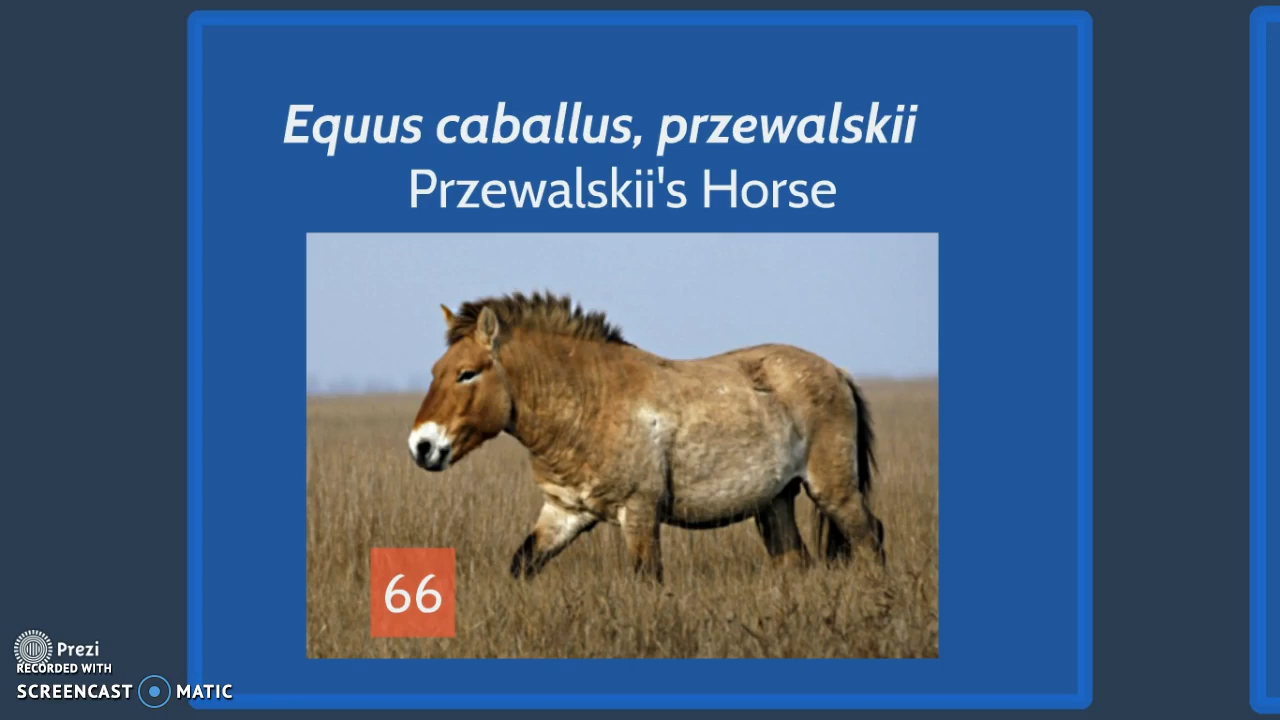 Equus caballus, przewalskii
Przewalskii's Horse
66
Prezi
RECORDED WITH
SCREENCAST MATIC